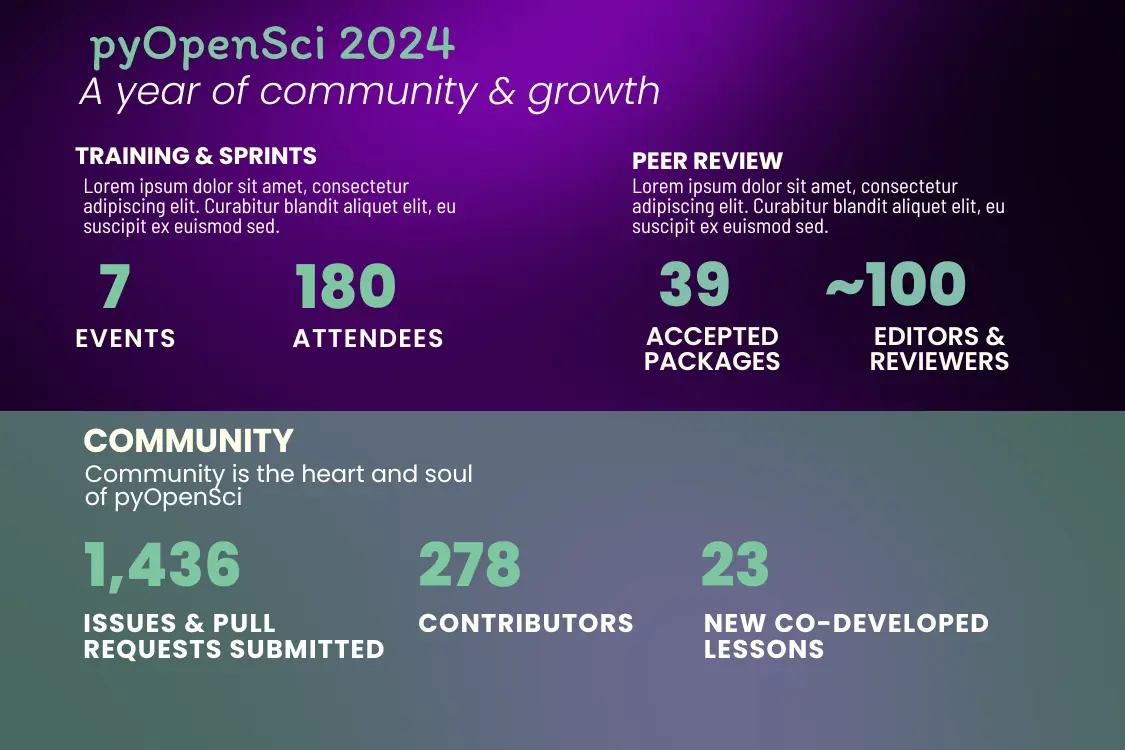 pyOpenSci 2024
A year of community & growth
TRAINING & SPRINTS
Lorem ipsum dolor sit amet, consectetur
adipiscing elit. Curabitur blandit aliquet elit, eu
suscipit ex euismod sed.
7
EVENTS
180
ATTENDEES
PEER REVIEW
Lorem ipsum dolor sit amet, consectetur
adipiscing elit. Curabitur blandit aliquet elit, eu
suscipit ex euismod sed.
39
ACCEPTED
PACKAGES
~100
EDITORS &
REVIEWERS
COMMUNITY
Community is the heart and soul
of pyOpenSci
1,436
ISSUES & PULL
REQUESTS SUBMITTED
278
CONTRIBUTORS
23
NEW CO-DEVELOPED
LESSONS